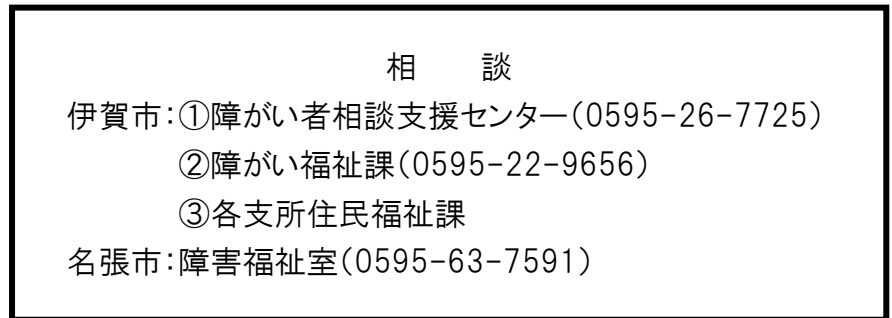 相　　談
伊賀市：①障がい者相談支援センター（0595-26-7725）
②障がい福祉課（0595-22-9656）
③各支所住民福祉課
名張市：障害福祉室（0595-63-7591）